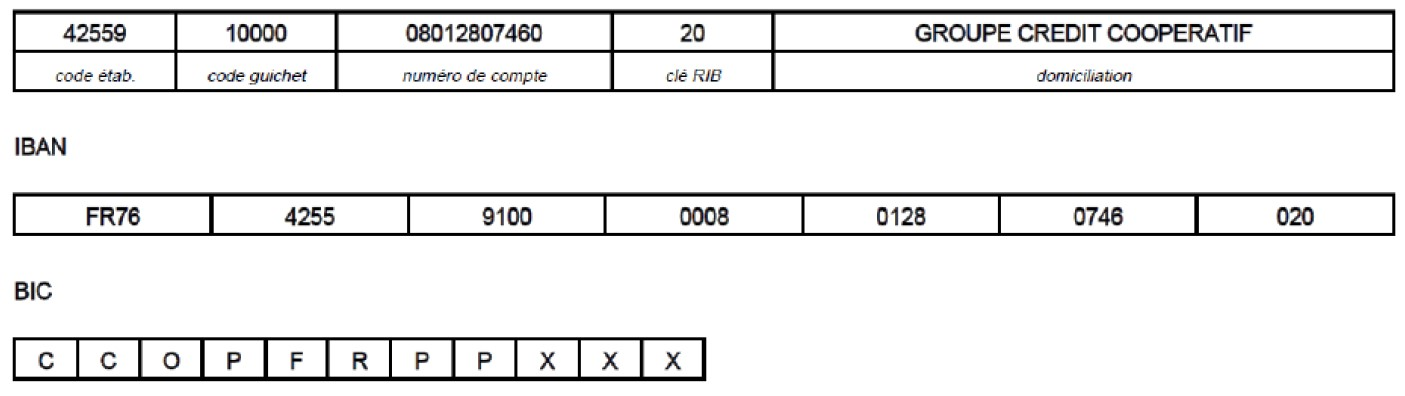 42559 10000 08012807460 20 GROUPE CREDIT COOPERATIF
code étab. code guichet numéro de compte clé RIB domiciliation
IBAN
FR76 4255 9100 0008 0128 0746 020
BIC
C C O P F R P P X X X